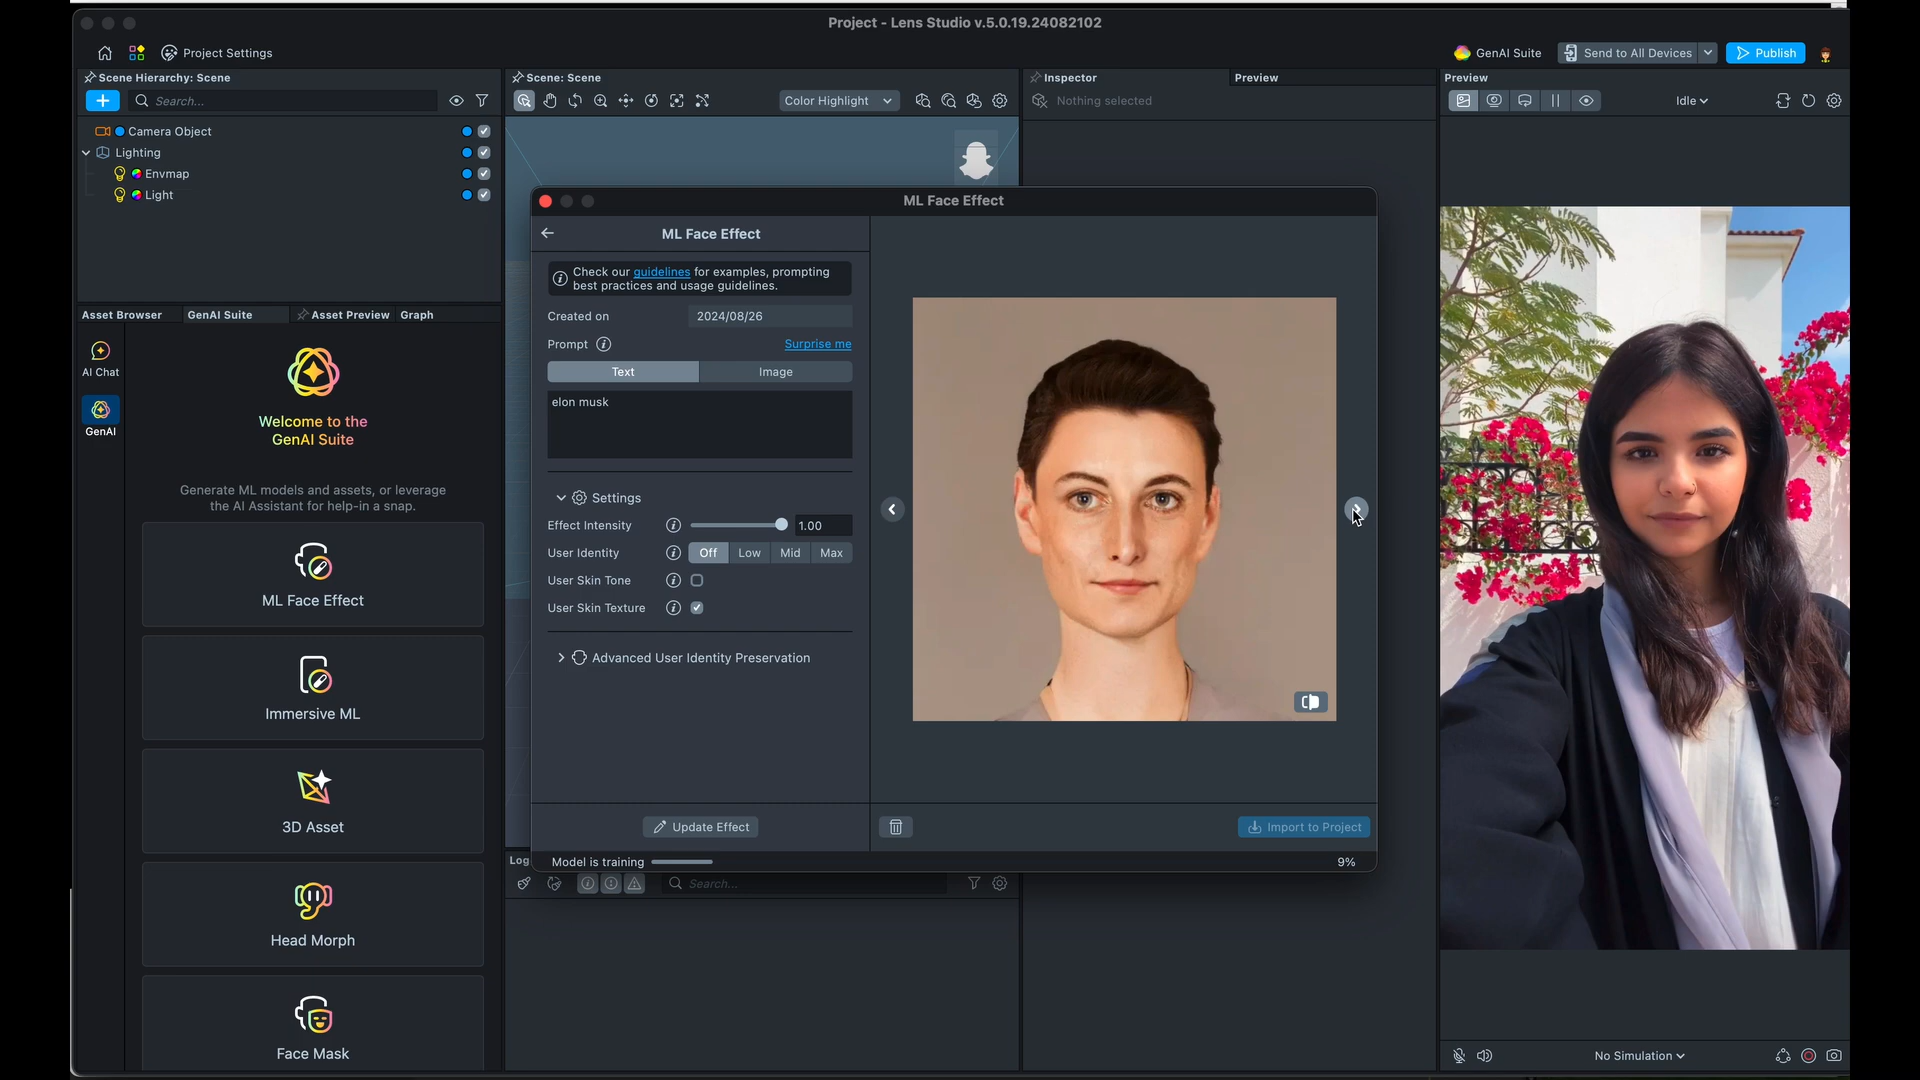 Project - Lens Studio v.5.0.19.24082102
Project Settings
GenAI Suite
Send to All Devices
Publish
Scene Hierarchy: Scene
Search...
Camera Object
Lighting
Envmap
Light
Scene: Scene
Color Highlight
Inspector
Preview
Nothing selected
Preview
Idle
Asset Browser
GenAI Suite
Asset Preview
Graph
AI Chat
GenAI
Welcome to the
GenAI Suite
Generate ML models and assets, or leverage
the AI Assistant for help-in a snap.
ML Face Effect
Immersive ML
3D Asset
Head Morph
Face Mask
ML Face Effect
ML Face Effect
Check our guidelines for examples, prompting
best practices and usage guidelines.
Created on
2024/08/26
Prompt
Surprise me
Text
Image
elon musk
Settings
Effect Intensity
1.00
User Identity
Off
Low
Mid
Max
User Skin Tone
User Skin Texture
Advanced User Identity Preservation
Update Effect
Import to Project
Model is training
9%
Log
Search...
No Simulation